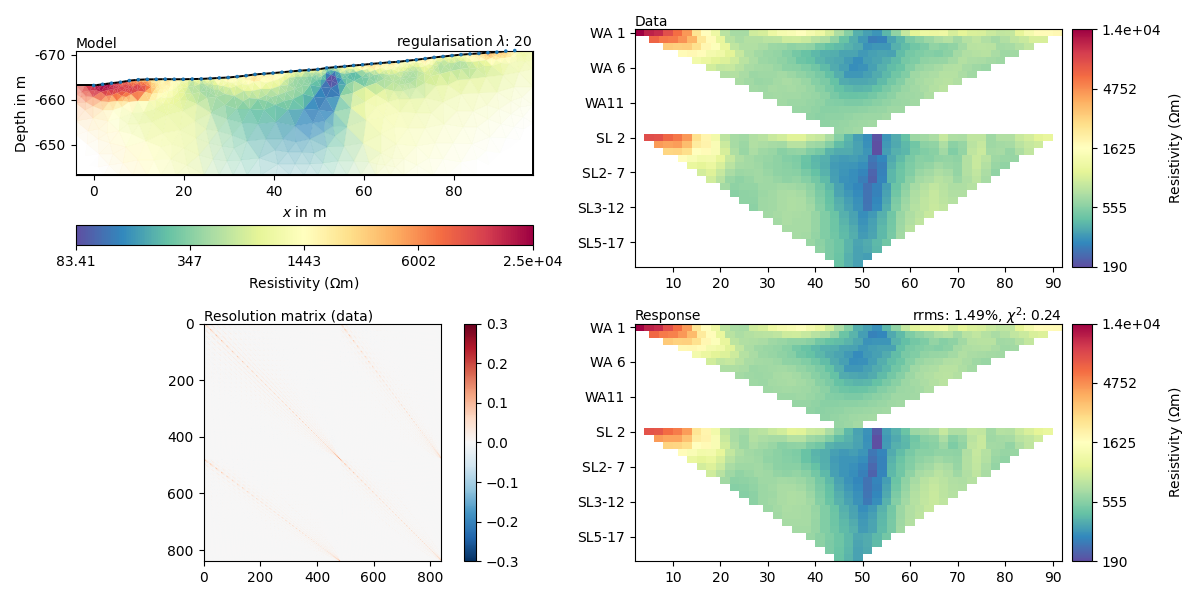 Model
regularisation λ: 20
-670
-660
-650
Depth in m
0 20 40 60 80
x in m
83.41 347 1443 6002 2.5e+04
Resistivity (Ωm)
Data
WA 1
WA 6
WA11
SL 2
SL2- 7
SL3-12
SL5-17
10 20 30 40 50 60 70 80 90
1.4e+04
4752
1625
555
190
Resistivity (Ωm)
Resolution matrix (data)
0
200
400
600
800
0 200 400 600 800
0.3
0.2
0.1
0.0
−0.1
−0.2
−0.3
Response
rrms: 1.49%, χ²: 0.24
WA 1
WA 6
WA11
SL 2
SL2- 7
SL3-12
SL5-17
10 20 30 40 50 60 70 80 90
1.4e+04
4752
1625
555
190
Resistivity (Ωm)